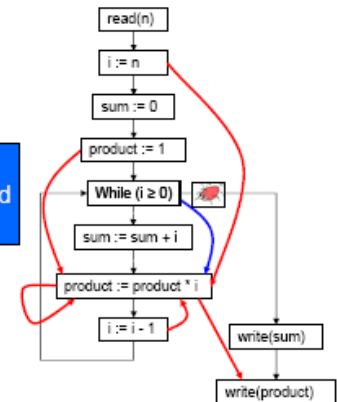 read(n)
i := n
sum := 0
product := 1
While (i ≥ 0)
d
sum := sum + i
product := product * i
i := i - 1
write(sum)
write(product)